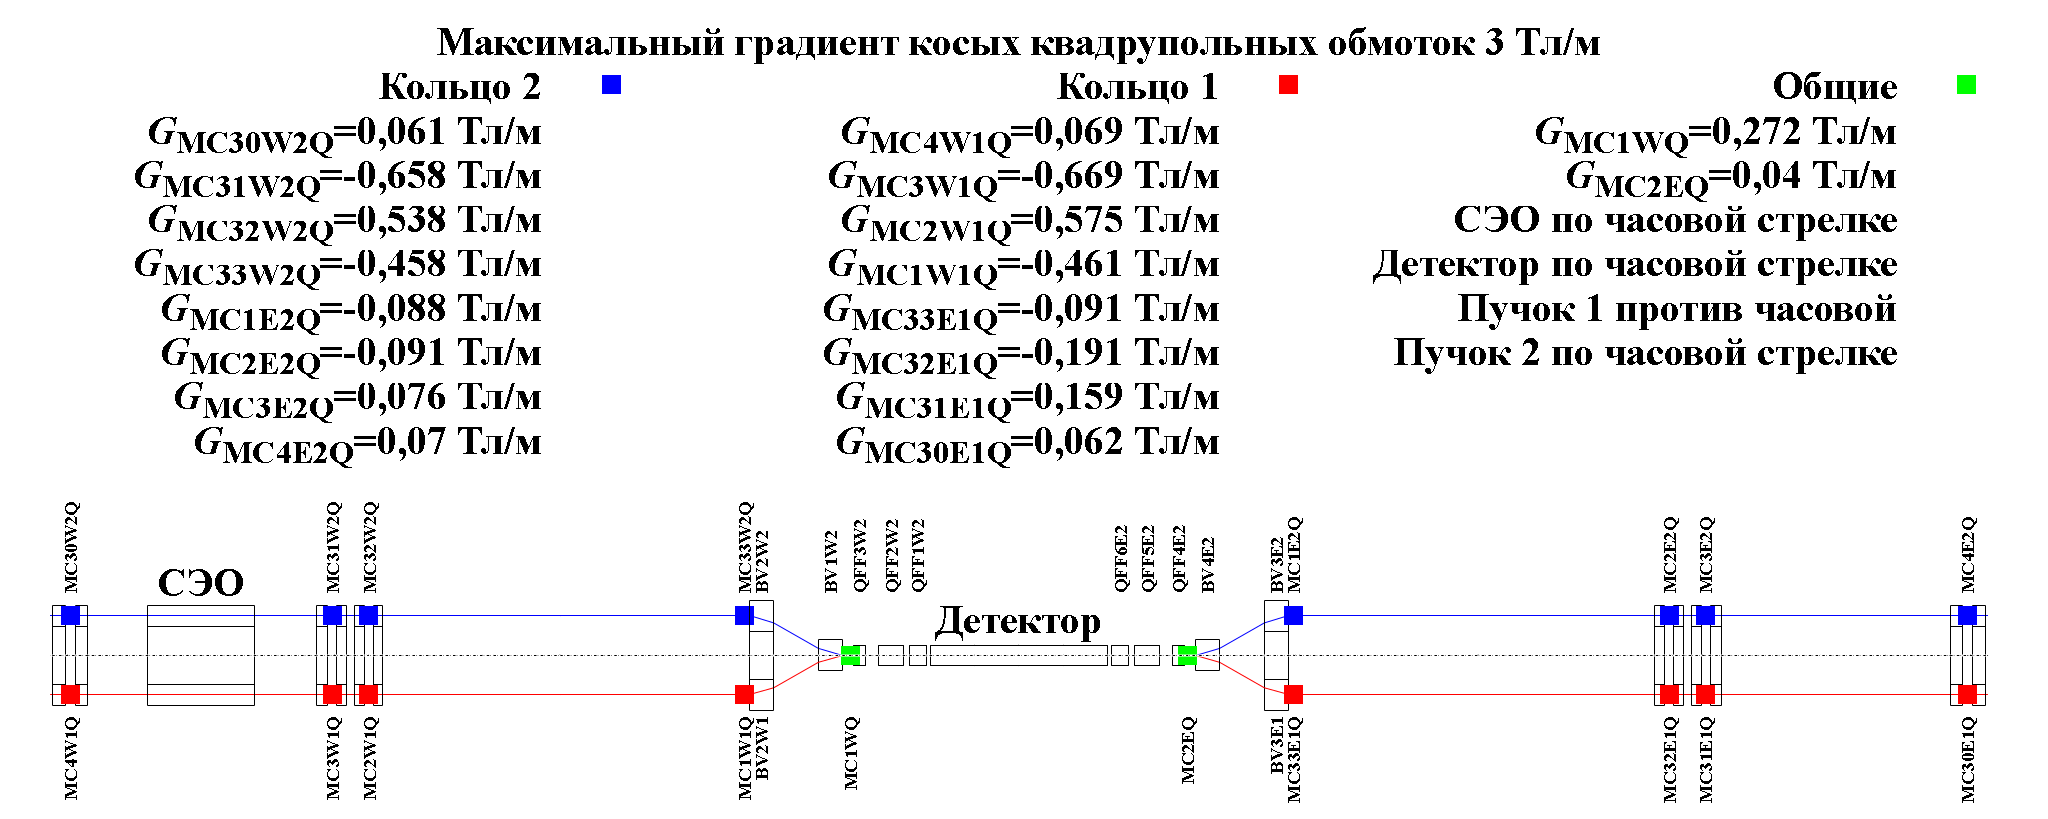 Максимальный градиент косых квадрупольных обмоток 3 Тл/м
Кольцо 2
GMC30W2Q=0,061 Тл/м
GMC31W2Q=-0,658 Тл/м
GMC32W2Q=0,538 Тл/м
GMC33W2Q=-0,458 Тл/м
GMC1E2Q=-0,088 Тл/м
GMC2E2Q=-0,091 Тл/м
GMC3E2Q=0,076 Тл/м
GMC4E2Q=0,07 Тл/м
Кольцо 1
GMC4W1Q=0,069 Тл/м
GMC3W1Q=-0,669 Тл/м
GMC2W1Q=0,575 Тл/м
GMC1W1Q=-0,461 Тл/м
GMC33E1Q=-0,091 Тл/м
GMC32E1Q=-0,191 Тл/м
GMC31E1Q=0,159 Тл/м
GMC30E1Q=0,062 Тл/м
Общие
GMC1WQ=0,272 Тл/м
GMC2EQ=0,04 Тл/м
СЭО по часовой стрелке
Детектор по часовой стрелке
Пучок 1 против часовой
Пучок 2 по часовой стрелке
MC30W2Q
MC31W2Q
MC32W2Q
MC33W2Q
BV2W2
BV1W2
QFF3W2
QFF2W2
QFF1W2
QFF6E2
QFF5E2
QFF4E2
BV4E2
BV3E2
MC1E2Q
MC2E2Q
MC3E2Q
MC4E2Q
СЭО
Детектор
MC4W1Q
MC3W1Q
MC2W1Q
MC1W1Q
BV2W1
MC1WQ
MC2EQ
BV3E1
MC33E1Q
MC32E1Q
MC31E1Q
MC30E1Q